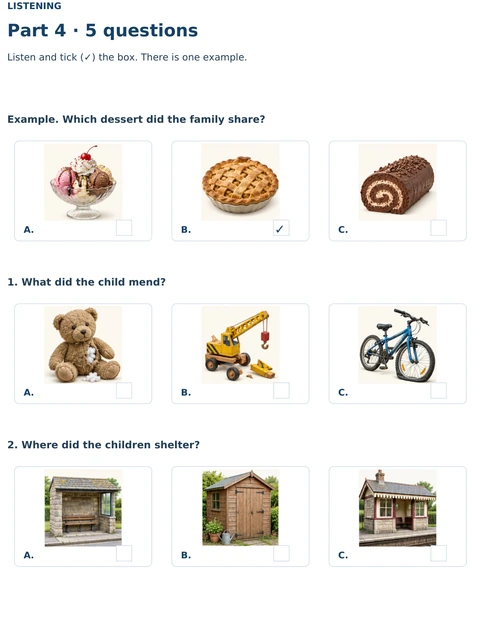 LISTENING
Part 4 · 5 questions
Listen and tick (✓) the box. There is one example.
Example. Which dessert did the family share?
A. B. ✓ C.
1. What did the child mend?
A. B. C.
2. Where did the children shelter?
A. B. C.